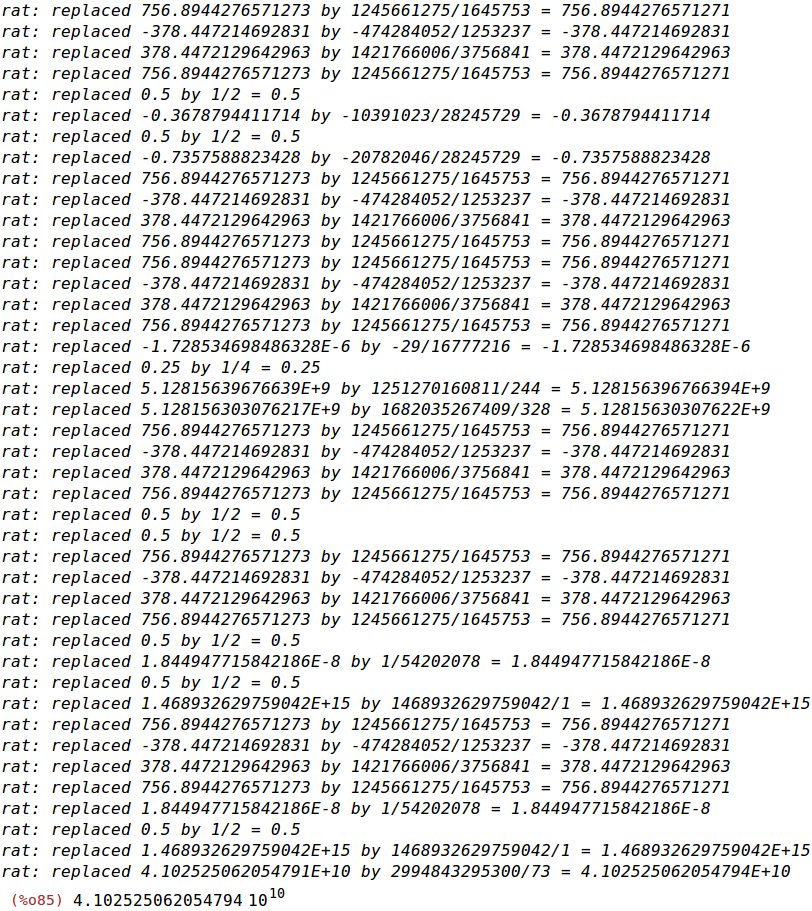 rat: replaced 756.8944276571273 by 1245661275/1645753 = 756.8944276571271
rat: replaced -378.447214692831 by -474284052/1253237 = -378.447214692831
rat: replaced 378.4472129642963 by 1421766006/3756841 = 378.4472129642963
rat: replaced 756.8944276571273 by 1245661275/1645753 = 756.8944276571271
rat: replaced 0.5 by 1/2 = 0.5
rat: replaced -0.3678794411714 by -10391023/28245729 = -0.3678794411714
rat: replaced 0.5 by 1/2 = 0.5
rat: replaced -0.7357588823428 by -20782046/28245729 = -0.7357588823428
rat: replaced 756.8944276571273 by 1245661275/1645753 = 756.8944276571271
rat: replaced -378.447214692831 by -474284052/1253237 = -378.447214692831
rat: replaced 378.4472129642963 by 1421766006/3756841 = 378.4472129642963
rat: replaced 756.8944276571273 by 1245661275/1645753 = 756.8944276571271
rat: replaced 756.8944276571273 by 1245661275/1645753 = 756.8944276571271
rat: replaced -378.447214692831 by -474284052/1253237 = -378.447214692831
rat: replaced 378.4472129642963 by 1421766006/3756841 = 378.4472129642963
rat: replaced 756.8944276571273 by 1245661275/1645753 = 756.8944276571271
rat: replaced -1.728534698486328E-6 by -29/16777216 = -1.728534698486328E-6
rat: replaced 0.25 by 1/4 = 0.25
rat: replaced 5.12815639676639E+9 by 1251270160811/244 = 5.128156396766394E+9
rat: replaced 5.128156303076217E+9 by 1682035267409/328 = 5.12815630307622E+9
rat: replaced 756.8944276571273 by 1245661275/1645753 = 756.8944276571271
rat: replaced -378.447214692831 by -474284052/1253237 = -378.447214692831
rat: replaced 378.4472129642963 by 1421766006/3756841 = 378.4472129642963
rat: replaced 756.8944276571273 by 1245661275/1645753 = 756.8944276571271
rat: replaced 0.5 by 1/2 = 0.5
rat: replaced 0.5 by 1/2 = 0.5
rat: replaced 756.8944276571273 by 1245661275/1645753 = 756.8944276571271
rat: replaced -378.447214692831 by -474284052/1253237 = -378.447214692831
rat: replaced 378.4472129642963 by 1421766006/3756841 = 378.4472129642963
rat: replaced 756.8944276571273 by 1245661275/1645753 = 756.8944276571271
rat: replaced 0.5 by 1/2 = 0.5
rat: replaced 1.844947715842186E-8 by 1/54202078 = 1.844947715842186E-8
rat: replaced 0.5 by 1/2 = 0.5
rat: replaced 1.468932629759042E+15 by 1468932629759042/1 = 1.468932629759042E+15
rat: replaced 756.8944276571273 by 1245661275/1645753 = 756.8944276571271
rat: replaced -378.447214692831 by -474284052/1253237 = -378.447214692831
rat: replaced 378.4472129642963 by 1421766006/3756841 = 378.4472129642963
rat: replaced 756.8944276571273 by 1245661275/1645753 = 756.8944276571271
rat: replaced 1.844947715842186E-8 by 1/54202078 = 1.844947715842186E-8
rat: replaced 0.5 by 1/2 = 0.5
rat: replaced 1.468932629759042E+15 by 1468932629759042/1 = 1.468932629759042E+15
rat: replaced 4.102525062054791E+10 by 2994843295300/73 = 4.102525062054794E+10
(%o85) 4.102525062054794 10^10